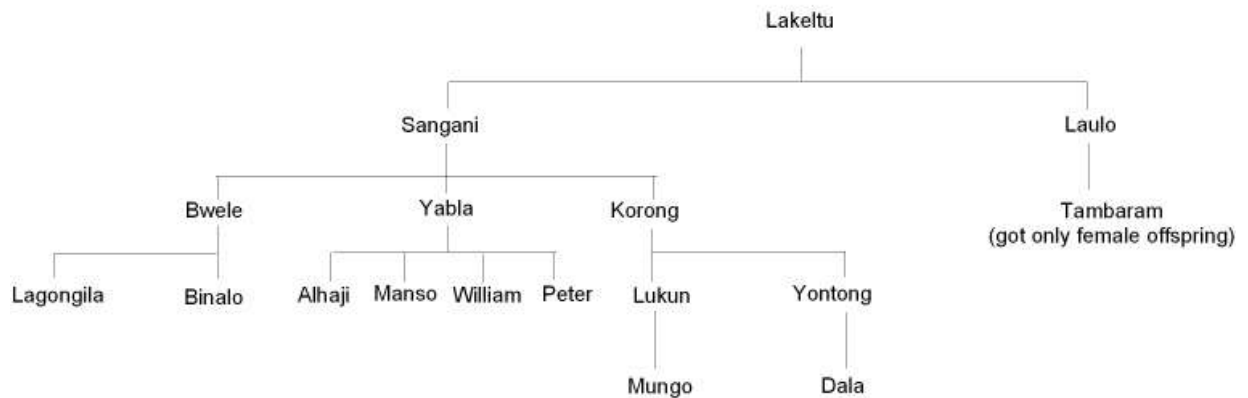 Lakeltu
Sangani
Laulo
Bwele
Yabla
Korong
Tambaram
(got only female offspring)
Lagongila
Binalo
Alhaji
Manso
William
Peter
Lukun
Yontong
Mungo
Dala